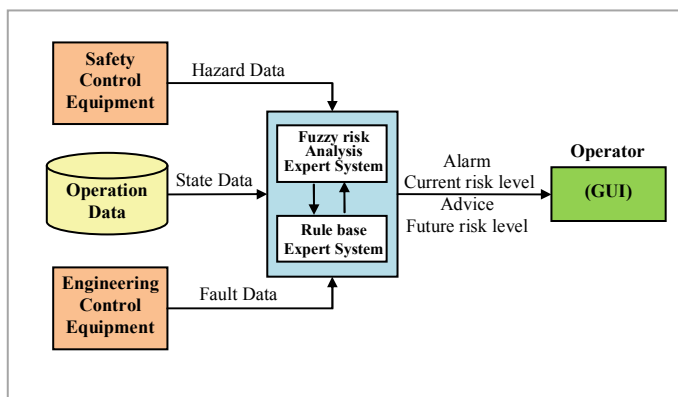 Safety
Control
Equipment
Hazard Data
Operation
Data
State Data
Engineering
Control
Equipment
Fault Data
Fuzzy risk
Analysis
Expert System
Rule base
Expert System
Alarm
Current risk level
Advice
Future risk level
Operator
(GUI)